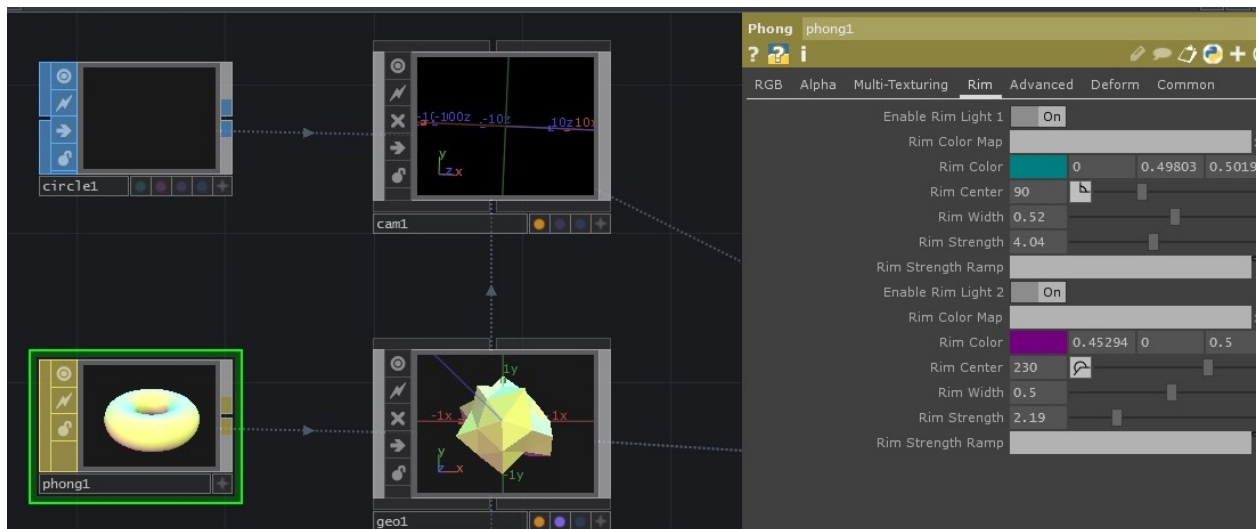 Phong phong1
? ? i
RGB Alpha Multi-Texturing Rim Advanced Deform Common
Enable Rim Light 1 On
Rim Color Map
Rim Color 0 0.49803 0.5019
Rim Center 90
Rim Width 0.52
Rim Strength 4.04
Rim Strength Ramp
Enable Rim Light 2 On
Rim Color Map
Rim Color 0.45294 0 0.5
Rim Center 230
Rim Width 0.5
Rim Strength 2.19
Rim Strength Ramp
circle1
-100z -10z 10z 10x
y
z x
cam1
phong1
1y
-1x 1x
y
z x
-1y
geo1